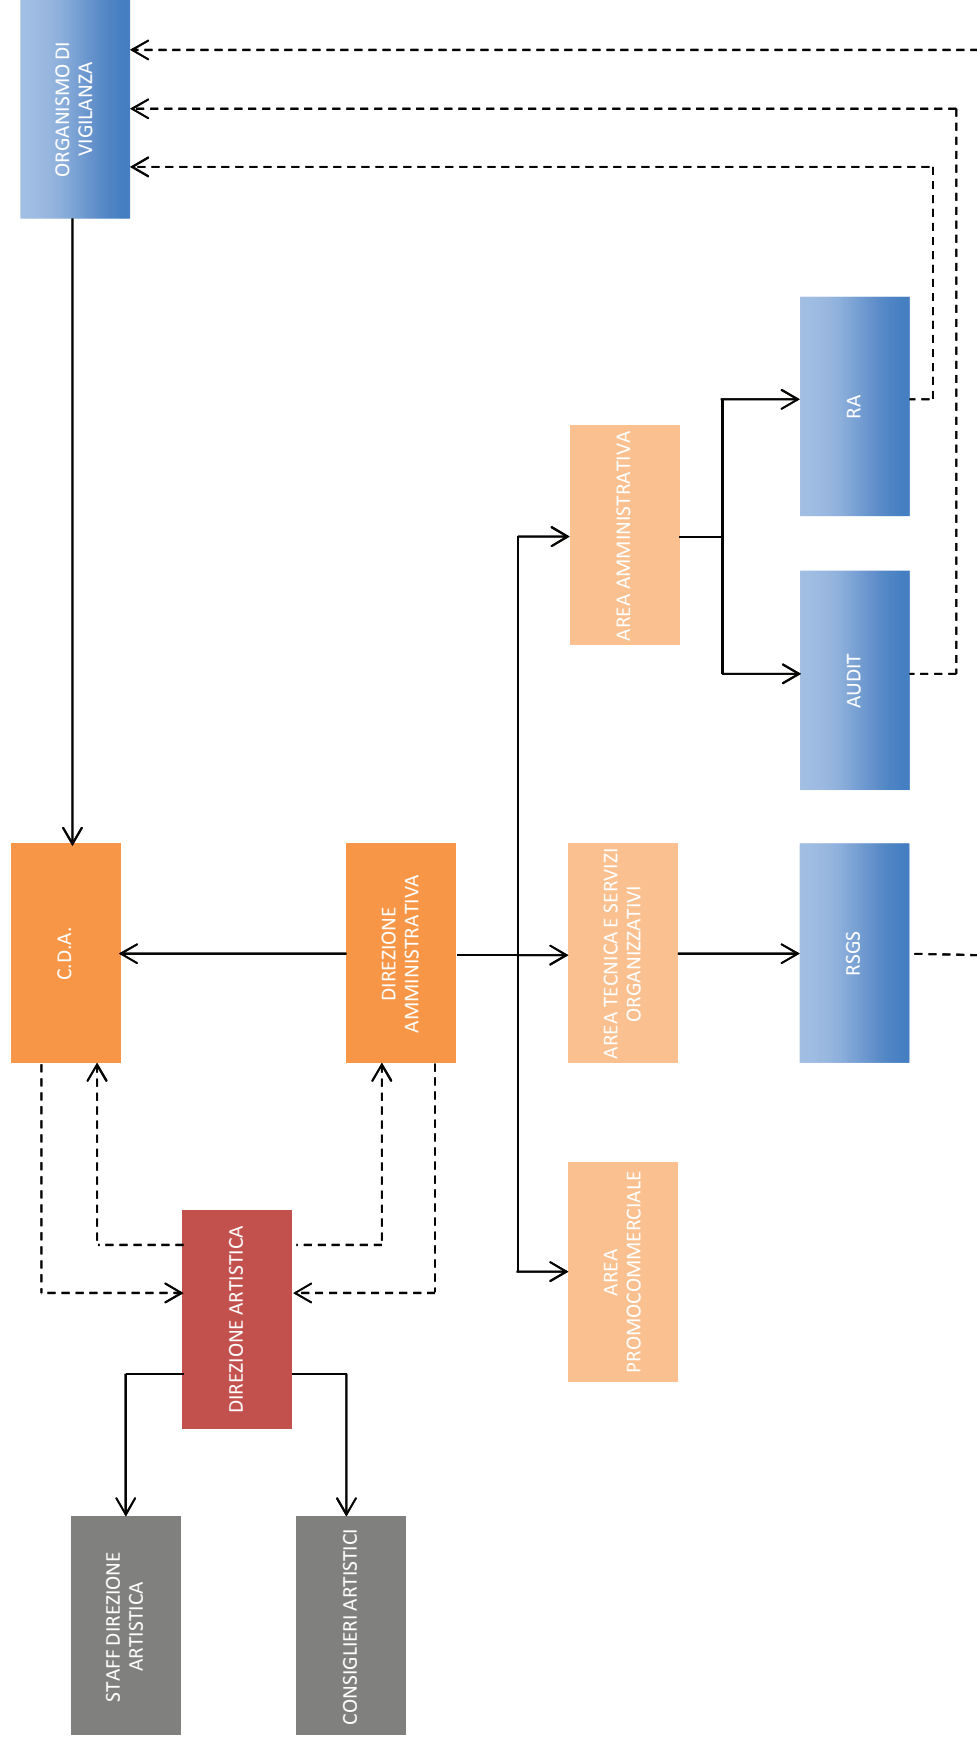 ORGANISMO DI
VIGILANZA
C.D.A.
DIREZIONE
AMMINISTRATIVA
DIREZIONE ARTISTICA
STAFF DIREZIONE
ARTISTICA
CONSIGLIERI ARTISTICI
AREA AMMINISTRATIVA
AREA TECNICA E SERVIZI
ORGANIZZATIVI
AREA
PROMOCOMMERCIALE
RA
AUDIT
RSGS